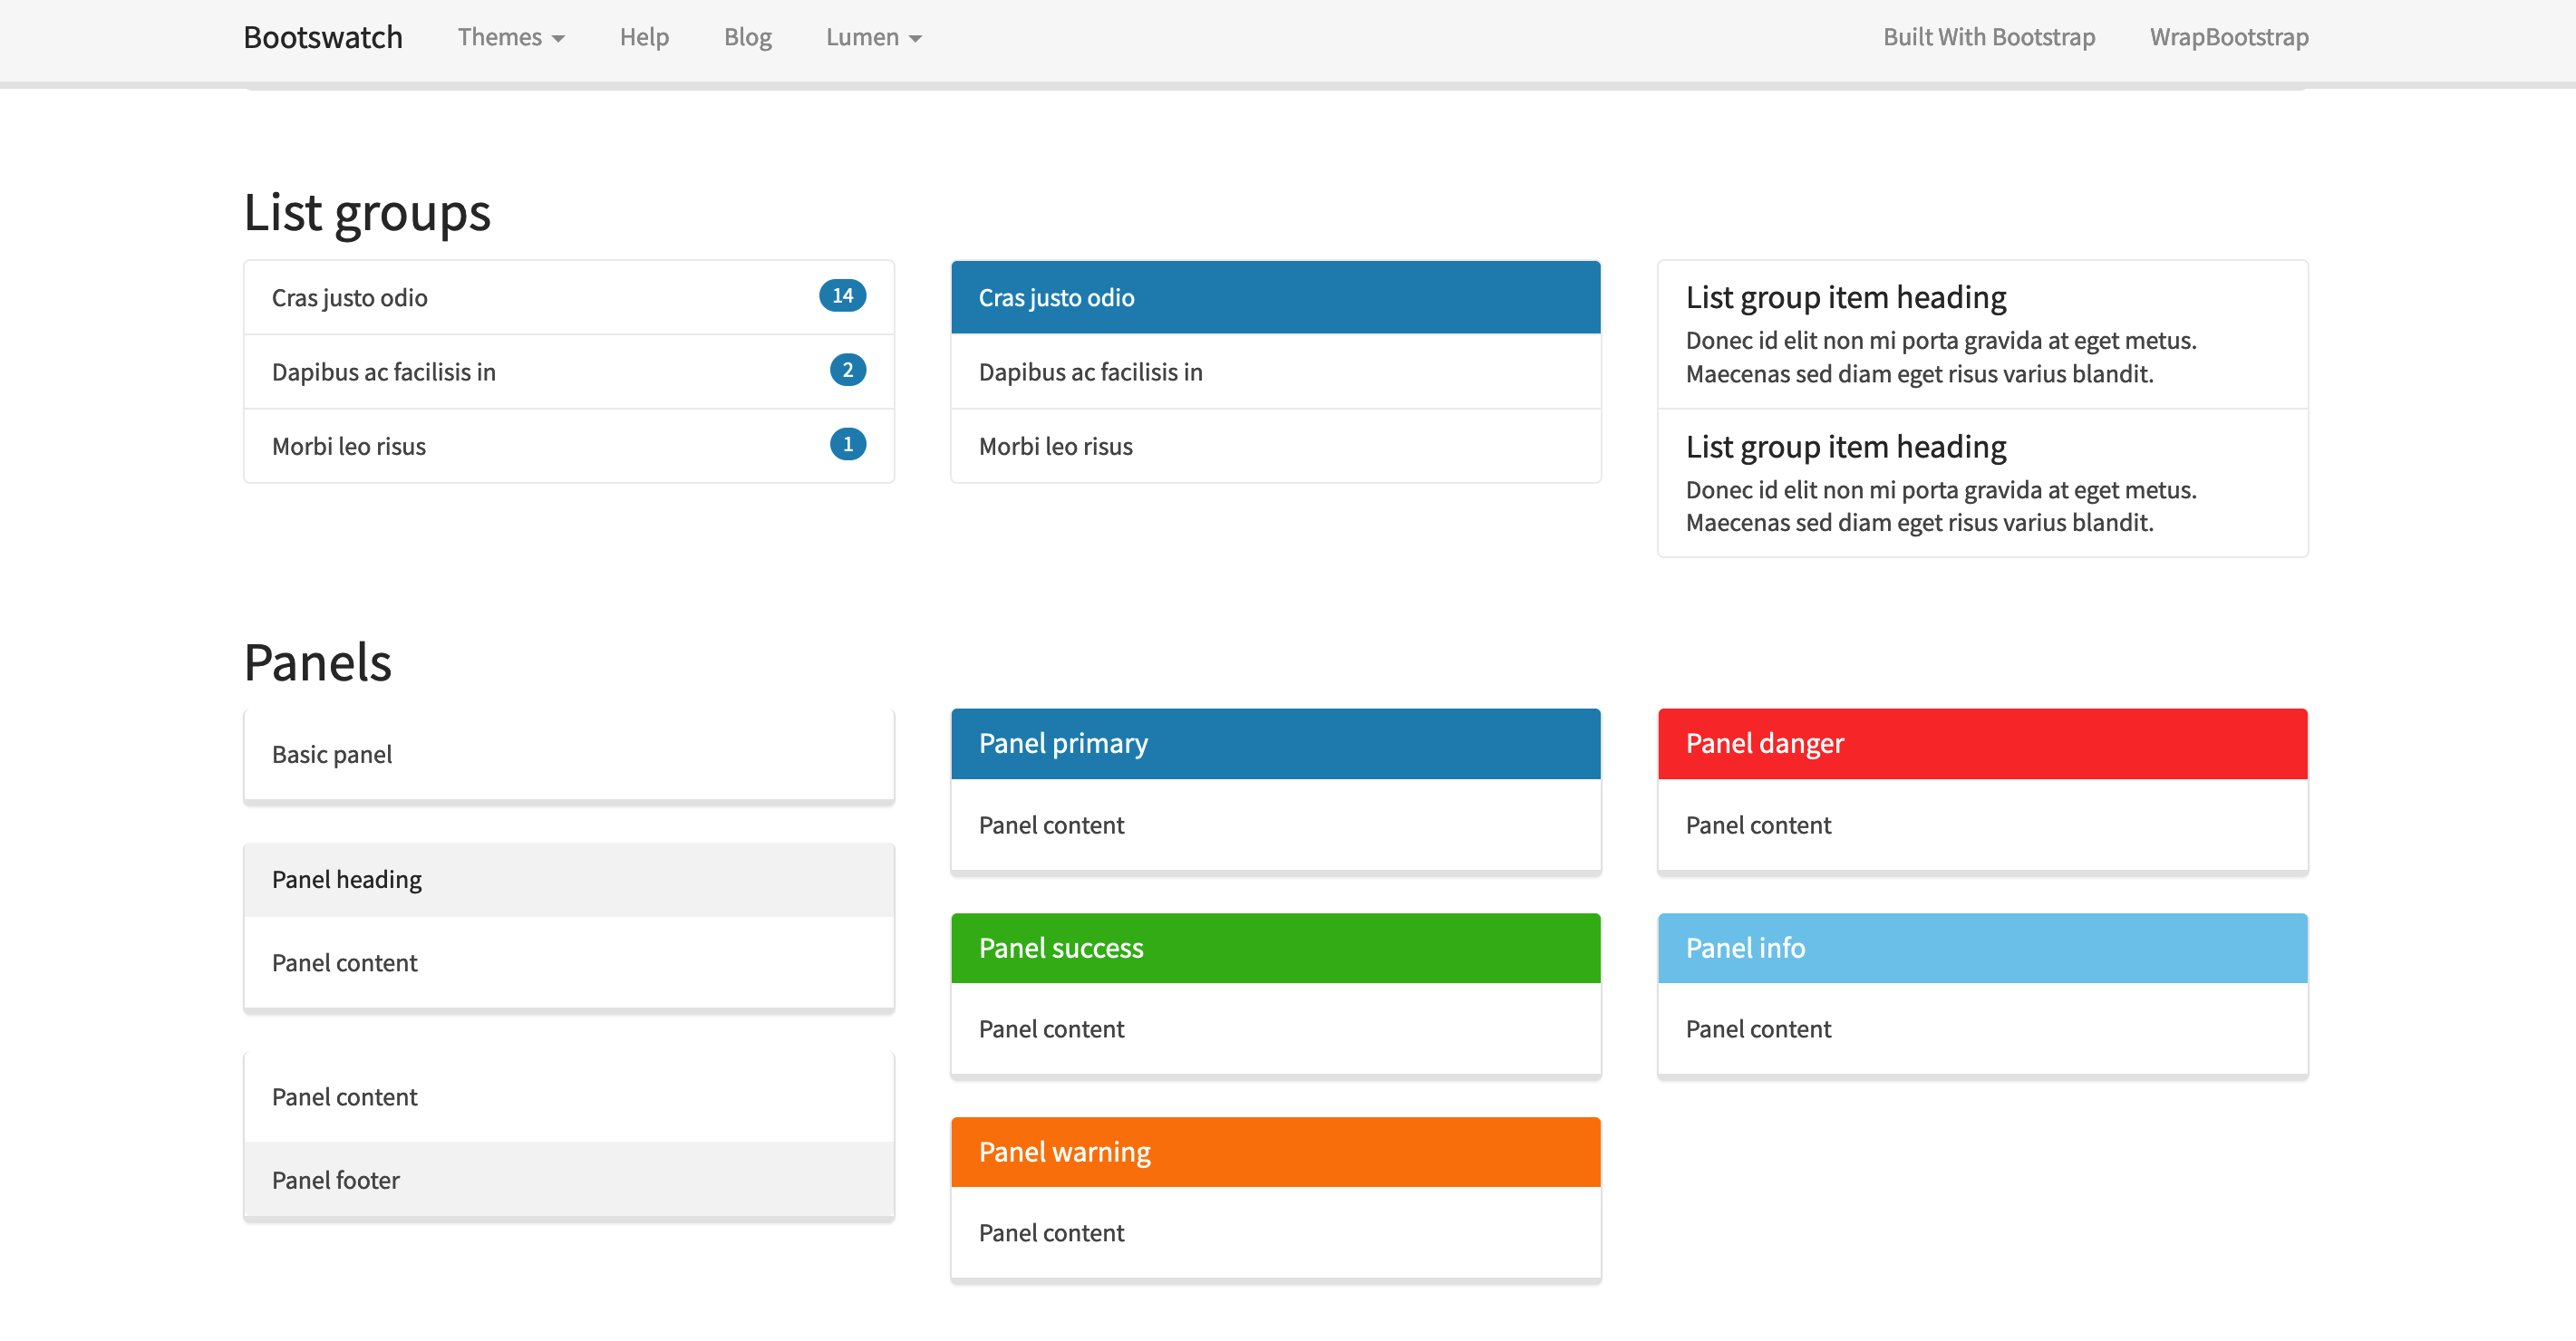 Bootswatch Themes Help Blog Lumen Built With Bootstrap WrapBootstrap
List groups
Cras justo odio 14
Dapibus ac facilisis in 2
Morbi leo risus 1
Cras justo odio
Dapibus ac facilisis in
Morbi leo risus
List group item heading
Donec id elit non mi porta gravida at eget metus.
Maecenas sed diam eget risus varius blandit.
List group item heading
Donec id elit non mi porta gravida at eget metus.
Maecenas sed diam eget risus varius blandit.
Panels
Basic panel
Panel heading
Panel content
Panel content
Panel footer
Panel primary
Panel content
Panel success
Panel content
Panel warning
Panel content
Panel danger
Panel content
Panel info
Panel content